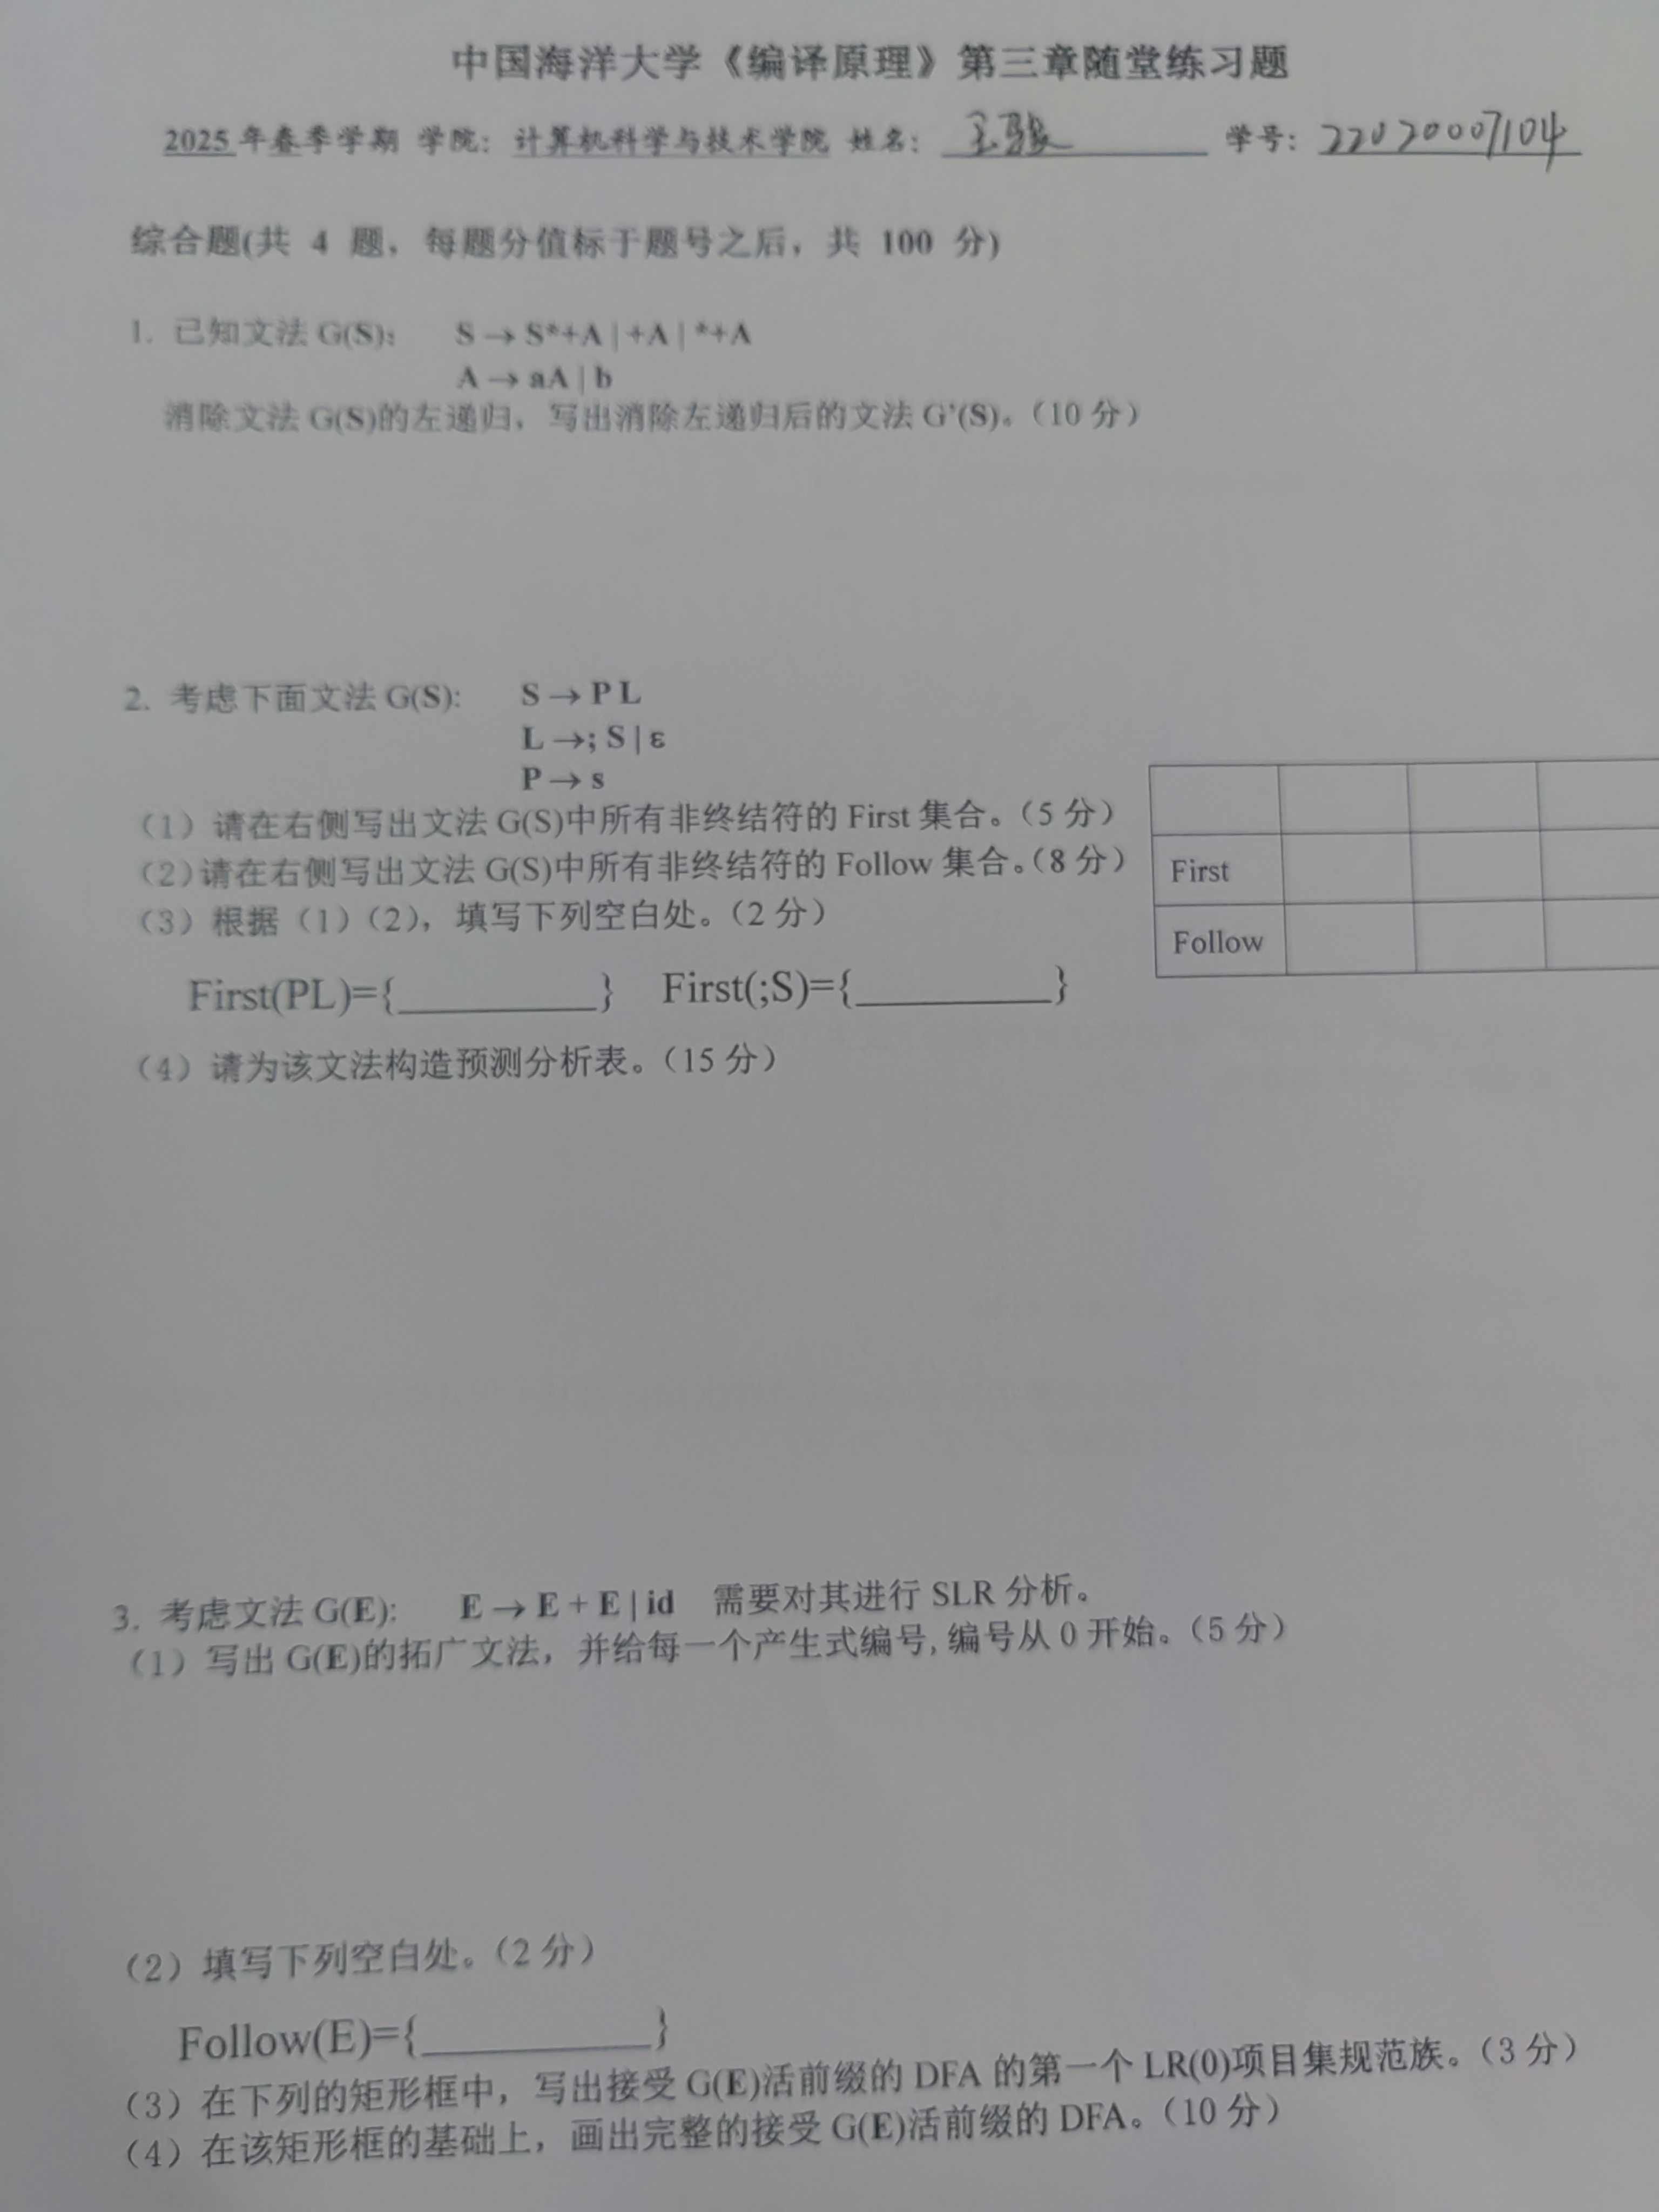 中国海洋大学《编译原理》第三章随堂练习题
2025 年春季学期 学院: 计算机科学与技术学院 姓名: 学号: 22020007104
综合题(共 4 题，每题分值标于题号之后，共 100 分)
1. 已知文法 G(S): S → S*+A | +A | *+A
A → aA | b
消除文法 G(S)的左递归，写出消除左递归后的文法 G'(S)。(10 分)
2. 考虑下面文法 G(S): S → P L
L →; S | ε
P → s
(1) 请在右侧写出文法 G(S)中所有非终结符的 First 集合。(5 分)
(2)请在右侧写出文法 G(S)中所有非终结符的 Follow 集合。(8 分)
(3) 根据 (1) (2)，填写下列空白处。(2 分)
First
Follow
First(PL)={__________} First(;S)={__________}
(4) 请为该文法构造预测分析表。(15 分)
3. 考虑文法 G(E): E → E + E | id 需要对其进行 SLR 分析。
(1) 写出 G(E)的拓广文法，并给每一个产生式编号, 编号从 0 开始。(5 分)
(2) 填写下列空白处。(2 分)
Follow(E)={__________}
(3) 在下列的矩形框中，写出接受 G(E)活前缀的 DFA 的第一个 LR(0)项目集规范族。(3 分)
(4) 在该矩形框的基础上，画出完整的接受 G(E)活前缀的 DFA。(10 分)